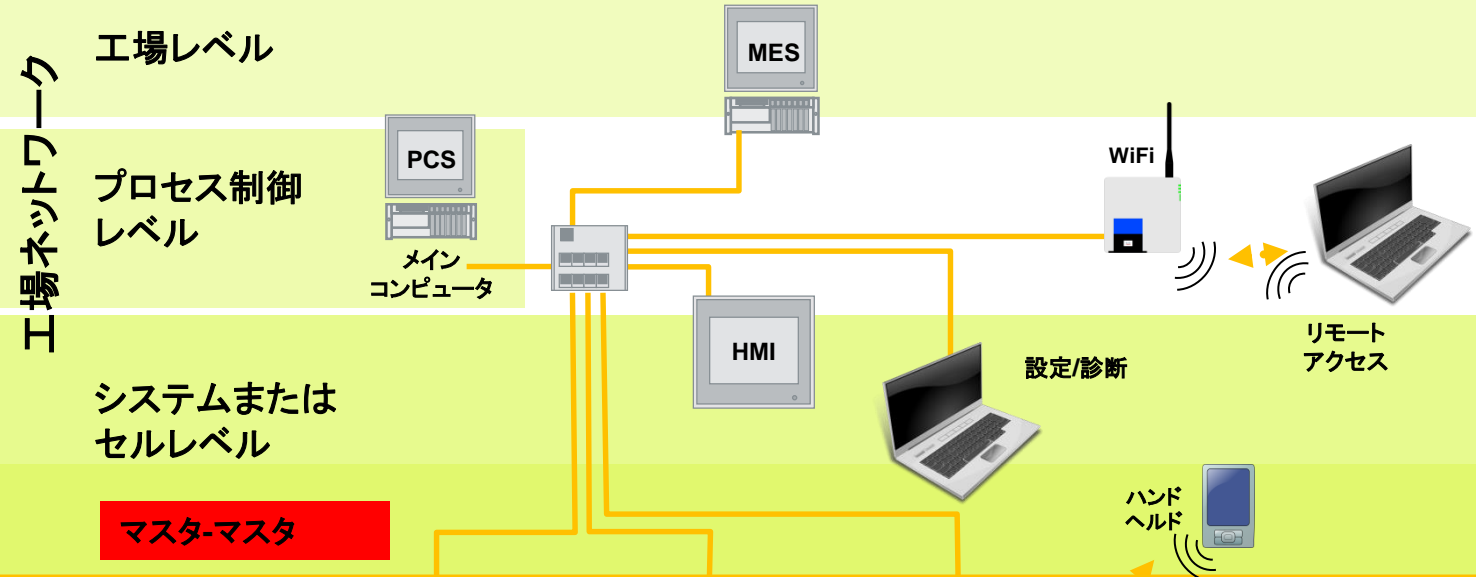 工場ネットワーク
工場レベル
MES
プロセス制御
レベル
PCS
メイン
コンピュータ
WiFi
リモート
アクセス
HMI
設定/診断
システムまたは
セルレベル
マスタ-マスタ
ハンド
ヘルド